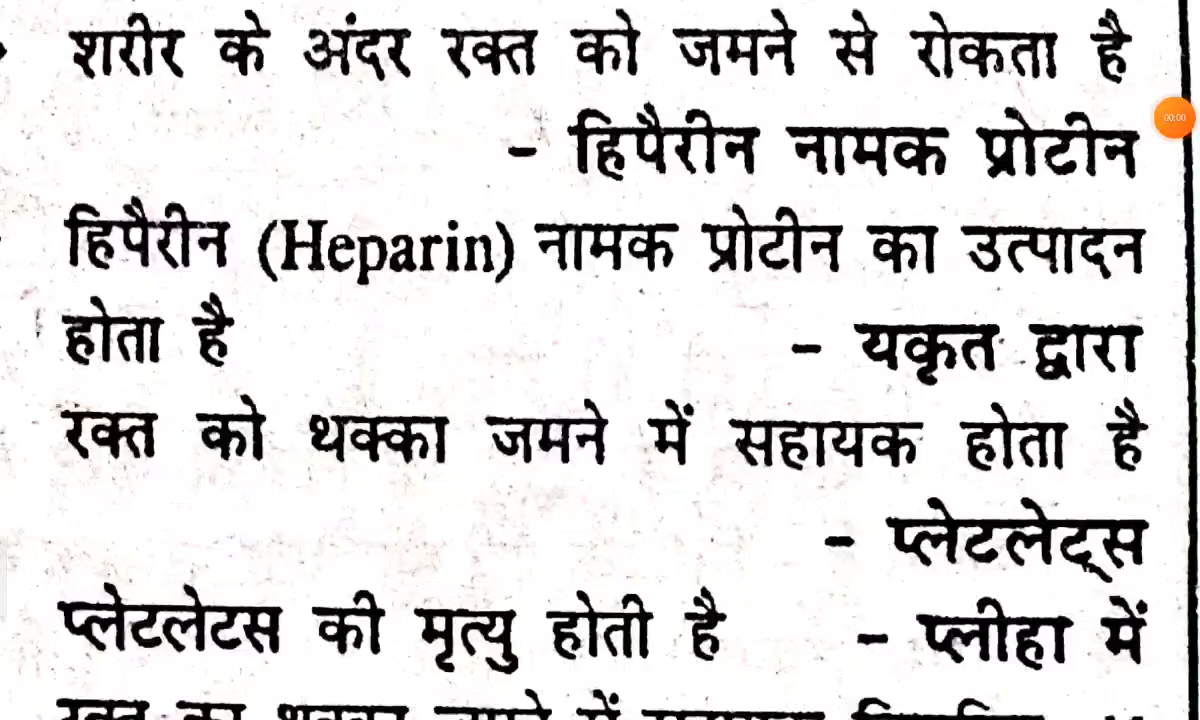 शरीर के अंदर रक्त को जमने से रोकता है
00:00
- हिपैरीन नामक प्रोटीन
हिपैरीन (Heparin) नामक प्रोटीन का उत्पादन
होता है - यकृत द्वारा
रक्त को थक्का जमने में सहायक होता है
- प्लेटलेट्स
प्लेटलेटस की मृत्यु होती है - प्लीहा में